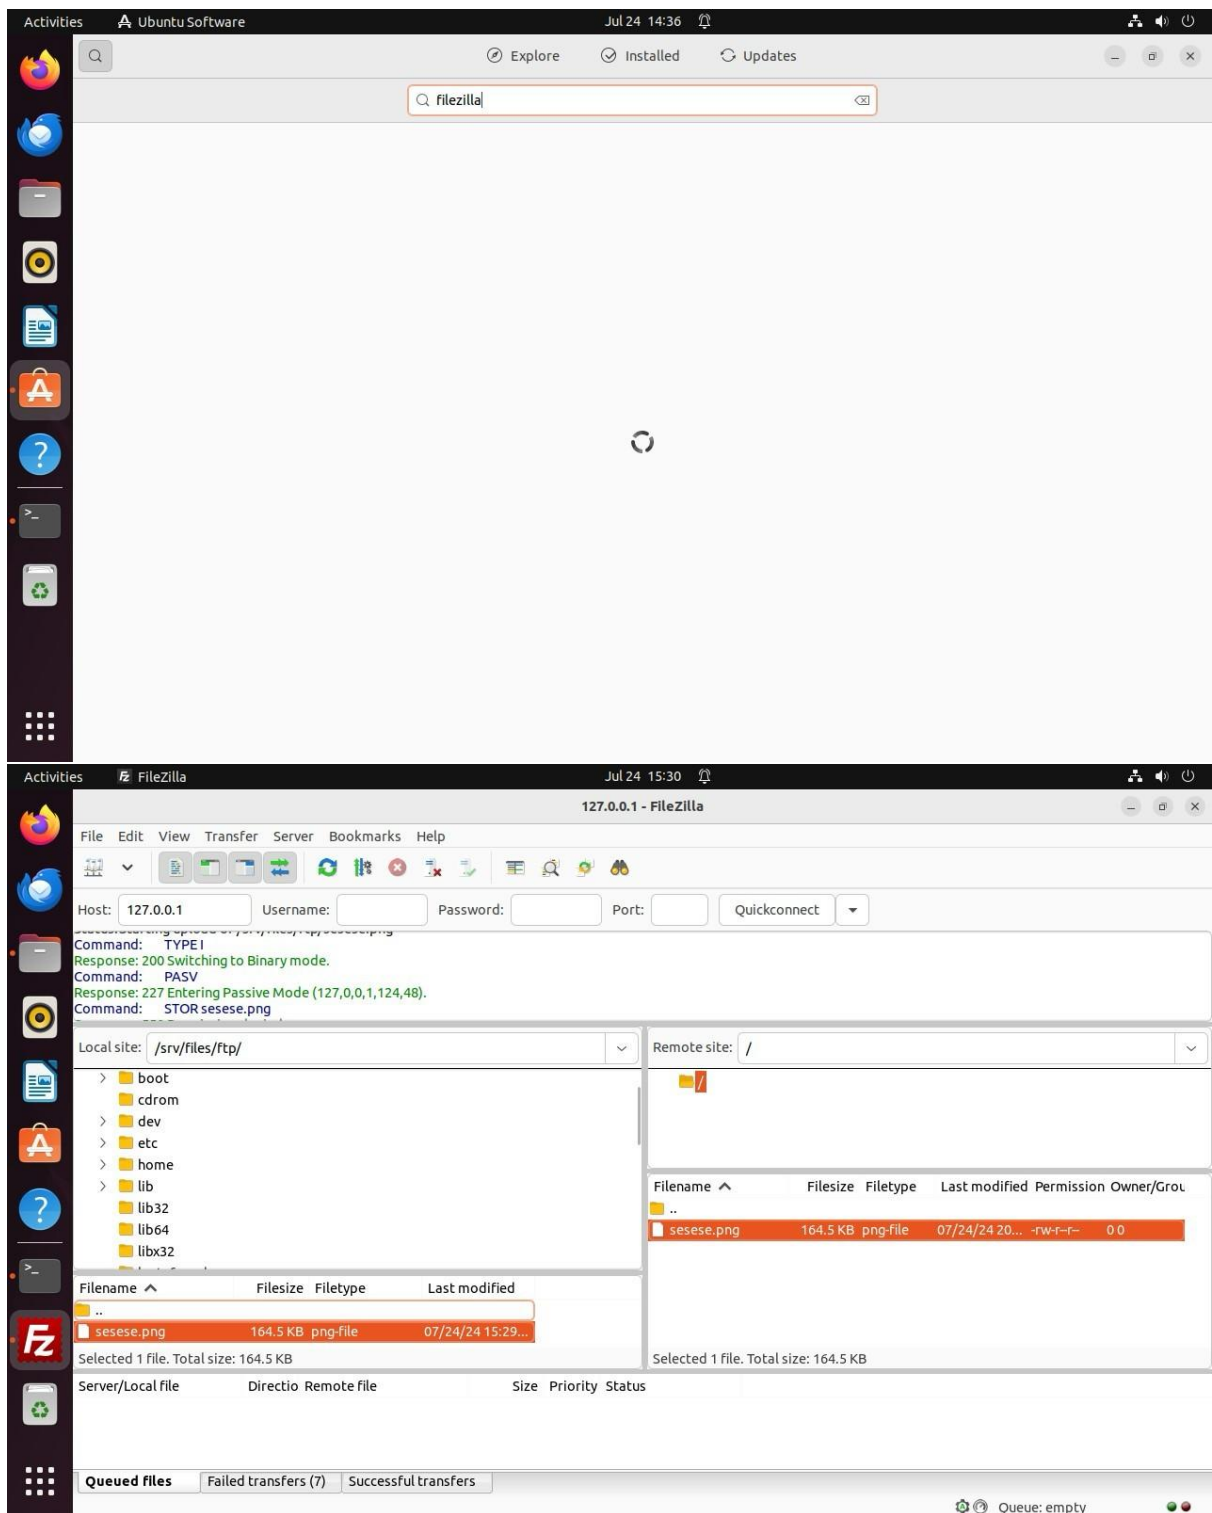 Activities Ubuntu Software Jul 24 14:36
Explore Installed Updates
filezilla
Activities FileZilla Jul 24 15:30
127.0.0.1 - FileZilla
File Edit View Transfer Server Bookmarks Help
Host: 127.0.0.1 Username: Password: Port: Quickconnect
Command: TYPE I
Response: 200 Switching to Binary mode.
Command: PASV
Response: 227 Entering Passive Mode (127,0,0,1,124,48).
Command: STOR sesese.png
Local site: /srv/files/ftp/ Remote site: /
boot
cdrom
dev
etc
home
lib
lib32
lib64
libx32
/
Filename Filesize Filetype Last modified
..
sesese.png 164.5 KB png-file 07/24/24 15:29...
Selected 1 file. Total size: 164.5 KB
Filename Filesize Filetype Last modified Permission Owner/Grou
..
sesese.png 164.5 KB png-file 07/24/24 20... -rw-r--r-- 0 0
Selected 1 file. Total size: 164.5 KB
Server/Local file Directio Remote file Size Priority Status
Queued files Failed transfers (7) Successful transfers
Queue: empty